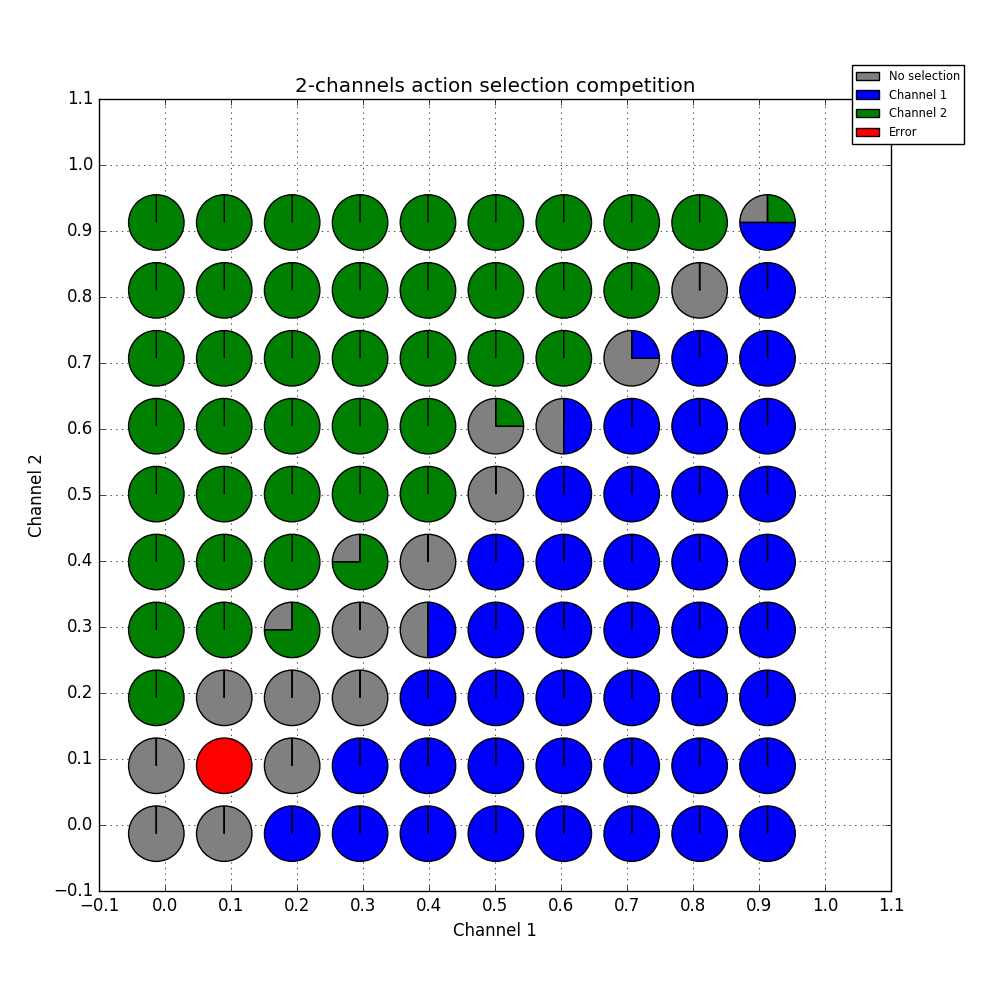 2-channels action selection competition
No selection
Channel 1
Channel 2
Error
1.1
1.0
0.9
0.8
0.7
0.6
0.5
0.4
0.3
0.2
0.1
0.0
−0.1
Channel 2
−0.1 0.0 0.1 0.2 0.3 0.4 0.5 0.6 0.7 0.8 0.9 1.0 1.1
Channel 1